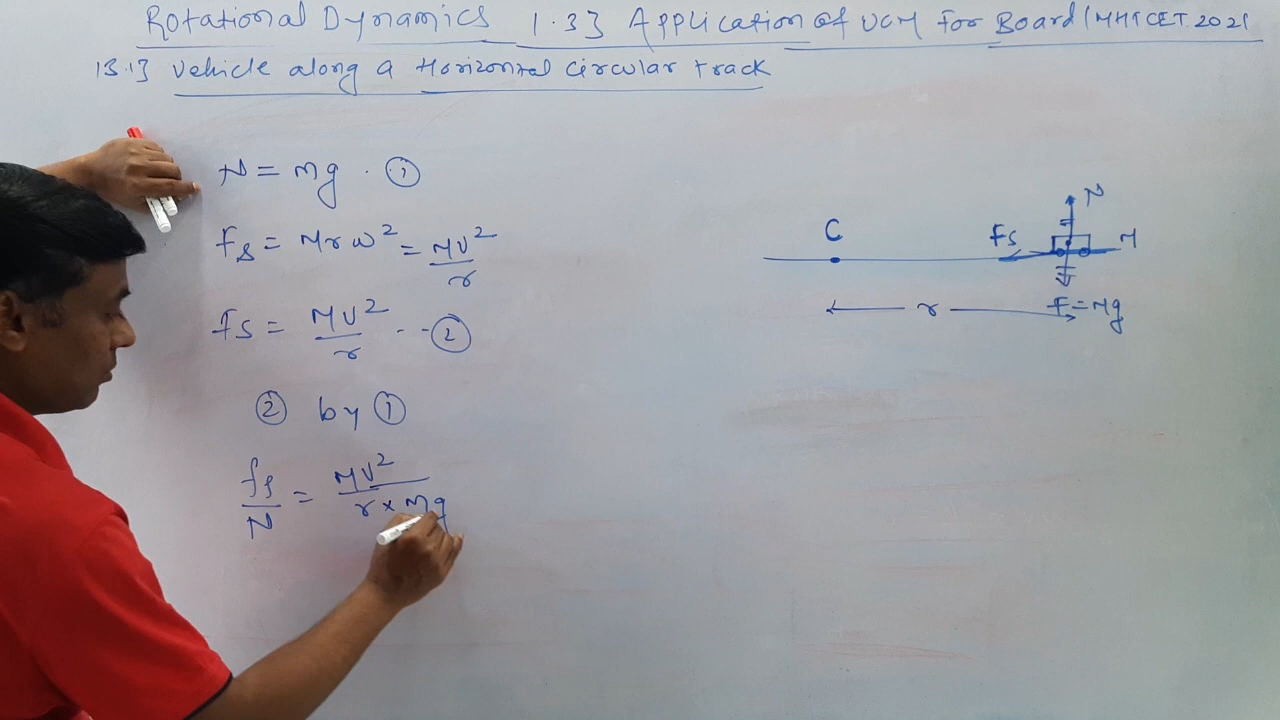 Rotational Dynamics 1.3] Application of UCM For Board/MHTCET 2021
13.1] Vehicle along a Horizontal Circular track
N = Mg . ①
fs = Mrω² = MV²/r
fs = MV²/r -- ②
② by ①
fs/N = MV²/r×Mg
N
C
fs
M
r
F=Mg